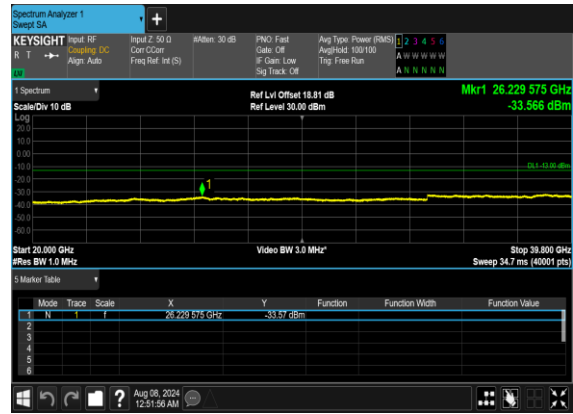 Spectrum Analyzer 1
Swept SA
KEYSIGHT Input: RF Input Z: 50 Ω #Atten: 30 dB PNO: Fast Avg Type: Power (RMS) 1 2 3 4 5 6
R T Coupling: DC Corr CCorr Gate: Off Avg|Hold: 100/100 A W W W W W
Align: Auto Freq Ref: Int (S) IF Gain: Low Trig: Free Run
LW Sig Track: Off A N N N N N
1 Spectrum Ref Lvl Offset 18.81 dB Mkr1 26.229 575 GHz
Scale/Div 10 dB Ref Level 30.00 dBm -33.566 dBm
Log
20.0
10.0
0.00
-10.0
DL1 -13.00 dBm
-20.0
1
-30.0
-40.0
-50.0
-60.0
Start 20.000 GHz Video BW 3.0 MHz* Stop 39.800 GHz
#Res BW 1.0 MHz Sweep 34.7 ms (40001 pts)
5 Marker Table
Mode Trace Scale X Y Function Function Width Function Value
1 N 1 f 26.229 575 GHz -33.57 dBm
2
3
4
5
6
? Aug 08, 2024
12:51:56 AM